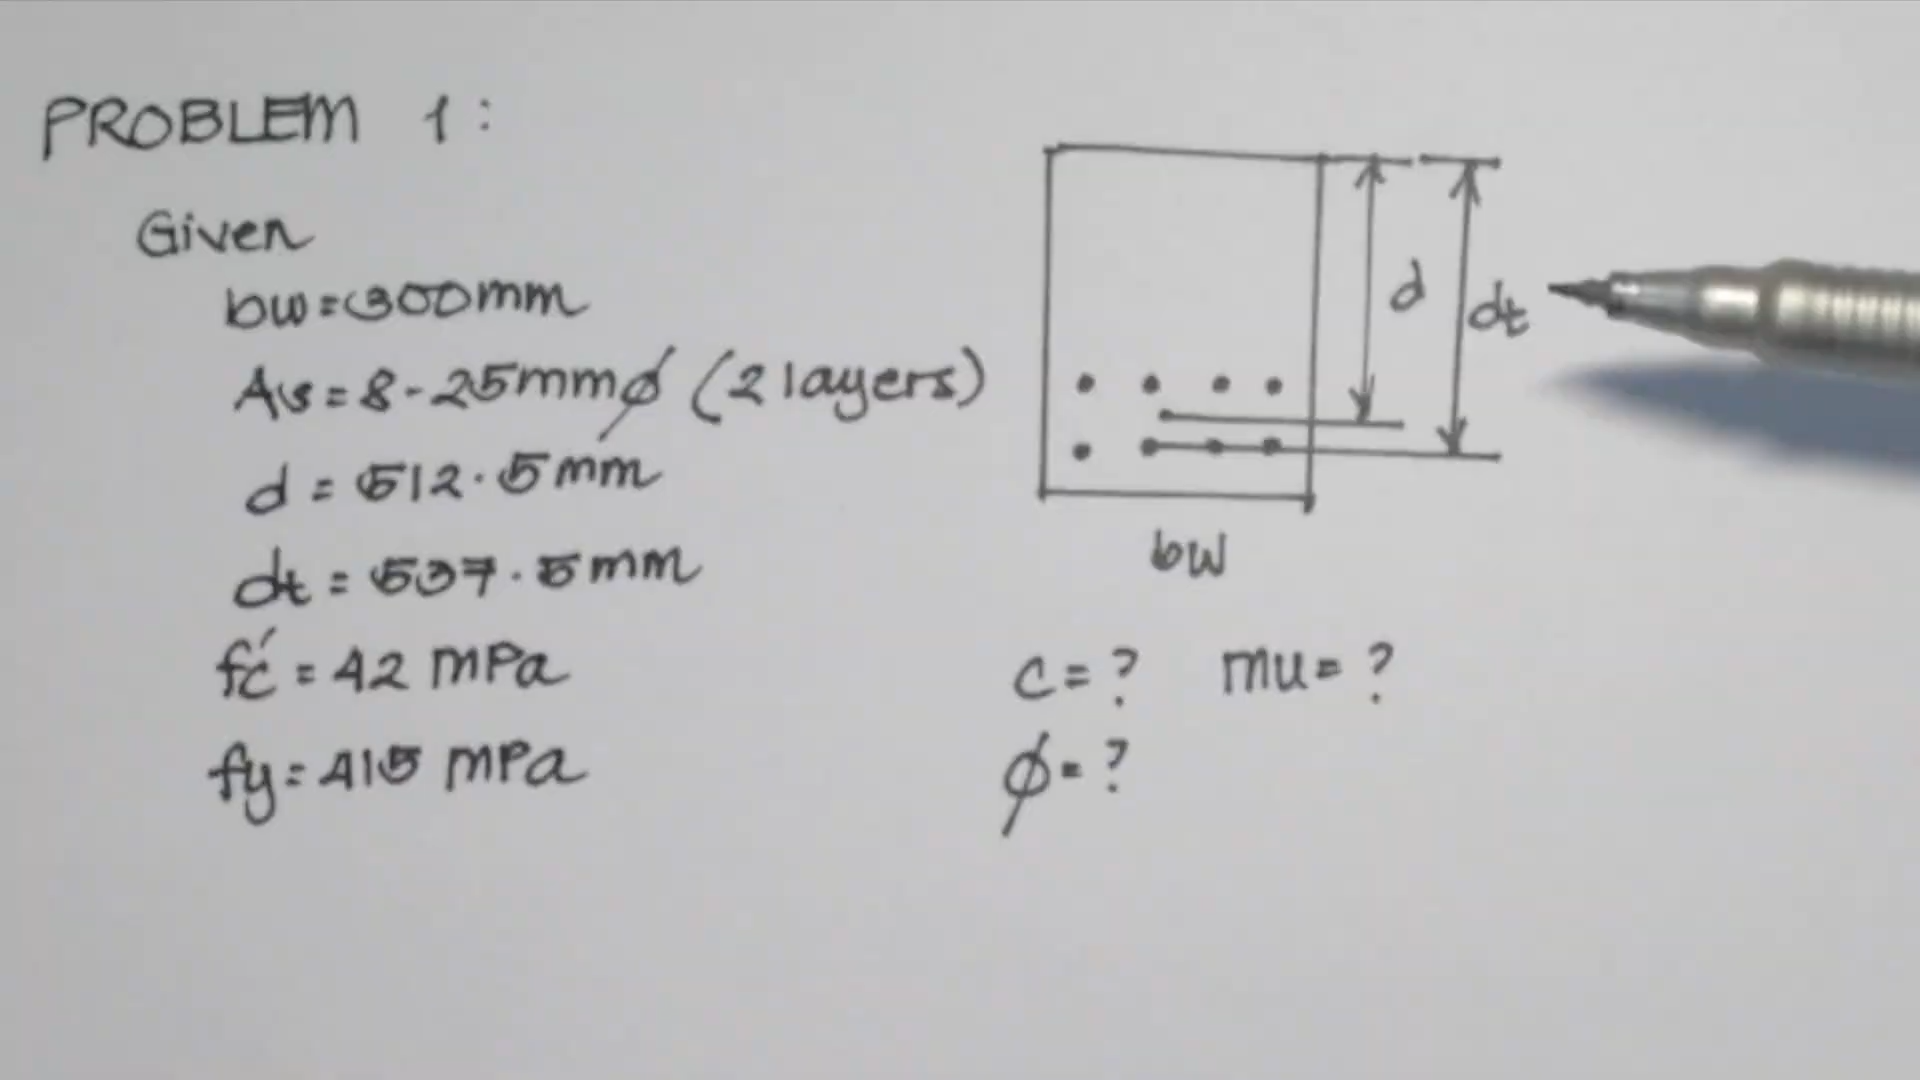 PROBLEM 1:
Given
bw=300mm
As=8-25mmφ (2 layers)
d = 512.5mm
dt = 537.5mm
fc' = 42 mPa
fy= 415 mPa
d
dt
bw
c=? mu=?
φ=?